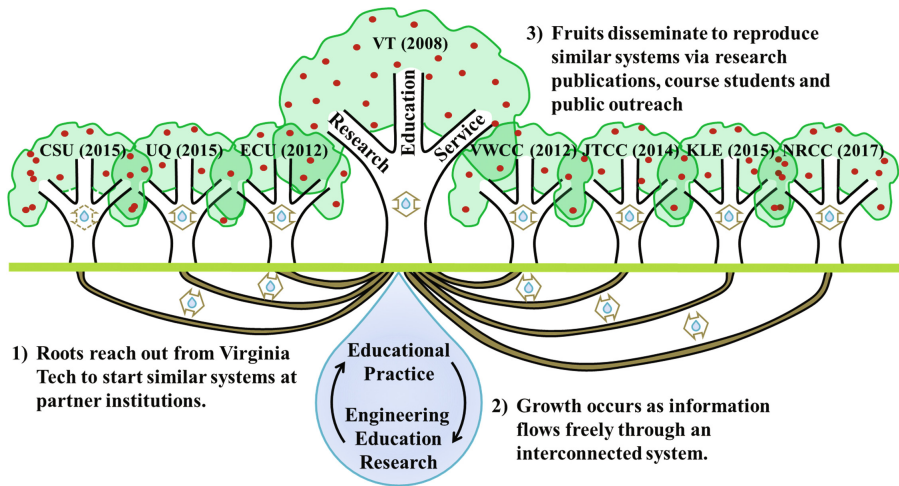 VT (2008)
Research
Education
Service
3) Fruits disseminate to reproduce
similar systems via research
publications, course students and
public outreach
CSU (2015)
UQ (2015)
ECU (2012)
VWCC (2012)
JTCC (2014)
KLE (2015)
NRCC (2017)
1) Roots reach out from Virginia
Tech to start similar systems at
partner institutions.
Educational
Practice
Engineering
Education
Research
2) Growth occurs as information
flows freely through an
interconnected system.